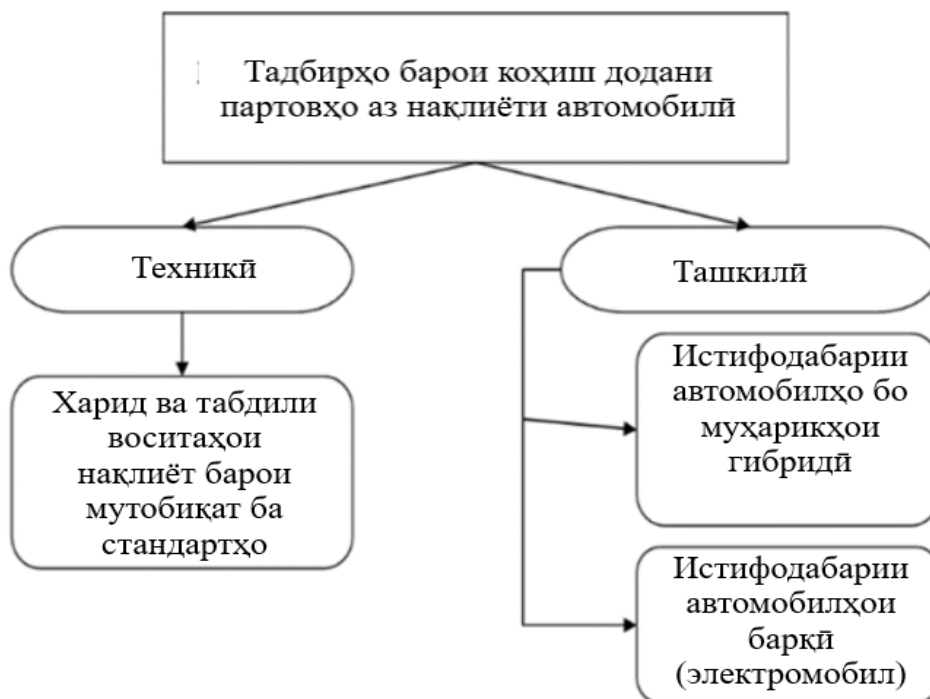 Тадбирҳо барои коҳиш додани
партовҳо аз нақлиёти автомобилӣ
Техникӣ
Ташкилӣ
Харид ва табдили
воситаҳои
нақлиёт барои
мутобиқат ба
стандартҳо
Истифодабарии
автомобилҳо бо
муҳарикҳои
гибридӣ
Истифодабарии
автомобилҳои
барқӣ
(электромобил)